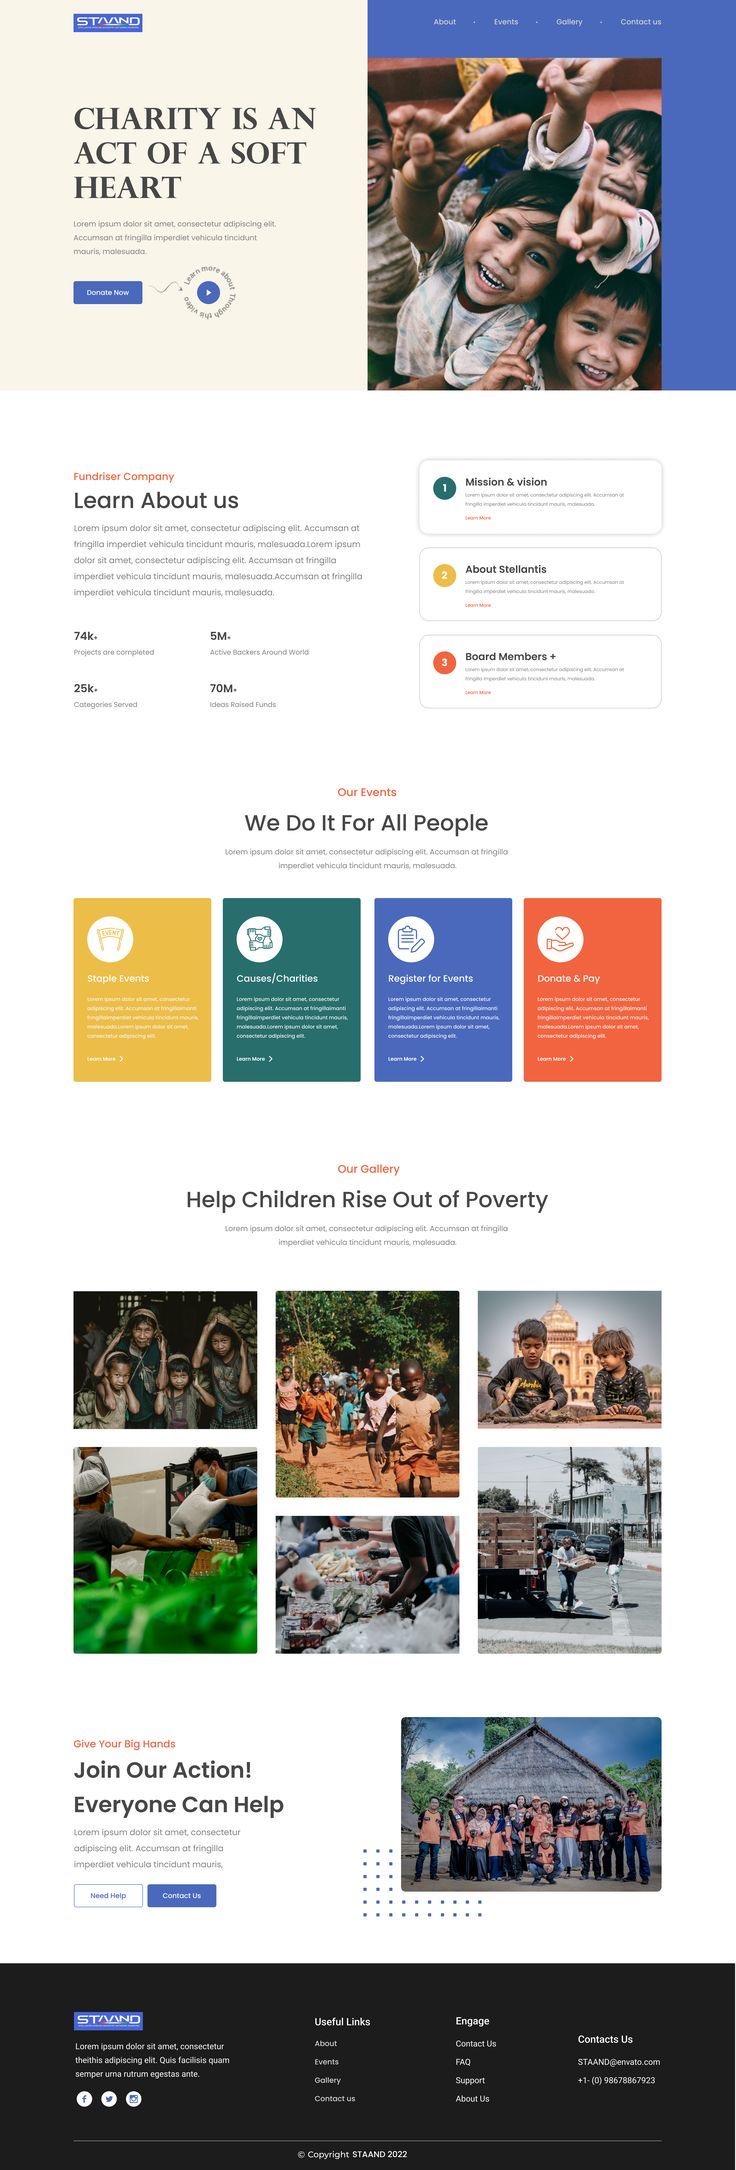 STAAND
About
Events
Gallery
Contact us
CHARITY IS AN
ACT OF A SOFT
HEART
Lorem ipsum dolor sit amet, consectetur adipiscing elit.
Accumsan at fringilla imperdiet vehicula tincidunt
mauris, malesuada.
Donate Now
Learn more about Through this video
Fundriser Company
Learn About us
Lorem ipsum dolor sit amet, consectetur adipiscing elit. Accumsan at
fringilla imperdiet vehicula tincidunt mauris, malesuada.Lorem ipsum
dolor sit amet, consectetur adipiscing elit. Accumsan at fringilla
imperdiet vehicula tincidunt mauris, malesuada.Accumsan at fringilla
imperdiet vehicula tincidunt mauris, malesuada.
74k+
Projects are completed
5M+
Active Backers Around World
25k+
Categories Served
70M+
Ideas Raised Funds
1
Mission & vision
Lorem ipsum dolor sit amet, consectetur adipiscing elit. Accumsan at
fringilla imperdiet vehicula tincidunt mauris, malesuada.
Learn More
2
About Stellantis
Lorem ipsum dolor sit amet, consectetur adipiscing elit. Accumsan at
fringilla imperdiet vehicula tincidunt mauris, malesuada.
Learn More
3
Board Members +
Lorem ipsum dolor sit amet, consectetur adipiscing elit. Accumsan at
fringilla imperdiet vehicula tincidunt mauris, malesuada.
Learn More
Our Events
We Do It For All People
Lorem ipsum dolor sit amet, consectetur adipiscing elit. Accumsan at fringilla
imperdiet vehicula tincidunt mauris, malesuada.
EVENT
Staple Events
Lorem ipsum dolor sit amet, consectetur
adipiscing elit. Accumsan at fringillaimanti
fringillaimperdiet vehicula tincidunt mauris,
malesuada.Lorem ipsum dolor sit amet,
consectetur adipiscing elit.
Learn More
Causes/Charities
Lorem ipsum dolor sit amet, consectetur
adipiscing elit. Accumsan at fringillaimanti
fringillaimperdiet vehicula tincidunt mauris,
malesuada.Lorem ipsum dolor sit amet,
consectetur adipiscing elit.
Learn More
Register for Events
Lorem ipsum dolor sit amet, consectetur
adipiscing elit. Accumsan at fringillaimanti
fringillaimperdiet vehicula tincidunt mauris,
malesuada.Lorem ipsum dolor sit amet,
consectetur adipiscing elit.
Learn More
Donate & Pay
Lorem ipsum dolor sit amet, consectetur
adipiscing elit. Accumsan at fringillaimanti
fringillaimperdiet vehicula tincidunt mauris,
malesuada.Lorem ipsum dolor sit amet,
consectetur adipiscing elit.
Learn More
Our Gallery
Help Children Rise Out of Poverty
Lorem ipsum dolor sit amet, consectetur adipiscing elit. Accumsan at fringilla
imperdiet vehicula tincidunt mauris, malesuada.
Columbia
Give Your Big Hands
Join Our Action!
Everyone Can Help
Lorem ipsum dolor sit amet, consectetur
adipiscing elit. Accumsan at fringilla
imperdiet vehicula tincidunt mauris,
Need Help
Contact Us
STAAND
Lorem ipsum dolor sit amet, consectetur
theithis adipiscing elit. Quis facilisis quam
semper urna rutrum egestas ante.
Useful Links
About
Events
Gallery
Contact us
Engage
Contact Us
FAQ
Support
About Us
Contacts Us
STAAND@envato.com
+1- (0) 98678867923
© Copyright STAAND 2022